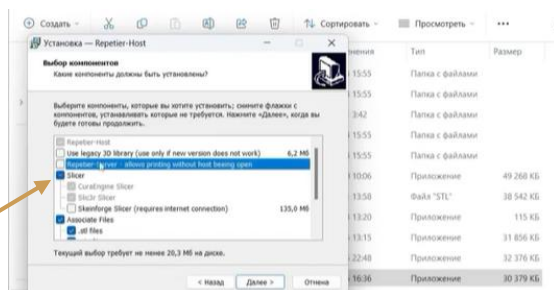 Создать
Сортировать
Просмотреть
...
Установка — Repetier-Host
Выбор компонентов
Какие компоненты должны быть установлены?
Выберите компоненты, которые вы хотите установить; снимите флажки с
компонентов, устанавливать которые не требуется. Нажмите «Далее», когда вы
будете готовы продолжить.
Repetier-Host
Use legacy 3D library (use only if new version does not work) 6,2 Мб
Repetier-Server - allows printing without host beeing open
Slicer
CuraEngine Slicer
Slic3r Slicer
Skeinforge Slicer (requires internet connection) 135,0 Мб
Associate Files
.stl files
Текущий выбор требует не менее 20,3 Мб на диске.
< Назад
Далее >
Отмена
нения Тип Размер
15:55 Папка с файлами
15:55 Папка с файлами
3:42 Папка с файлами
15:55 Папка с файлами
15:55 Папка с файлами
10:06 Приложение 49 268 КБ
13:58 Файл "STL" 38 542 КБ
13:20 Приложение 115 КБ
13:15 Приложение 31 856 КБ
22:48 Приложение 32 376 КБ
16:36 Приложение 30 379 КБ